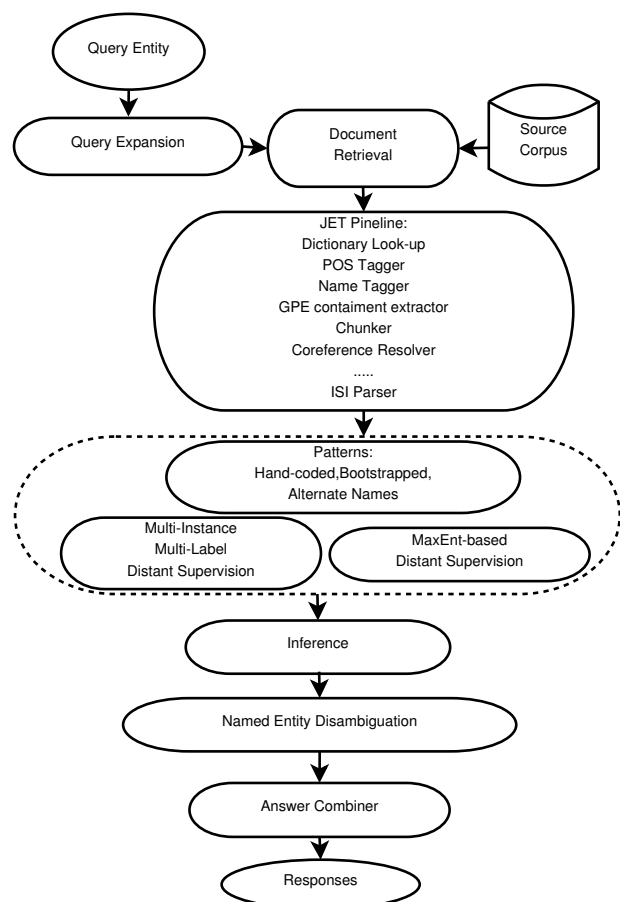 Query Entity
Query Expansion
Document
Retrieval
Source
Corpus
JET Pineline:
Dictionary Look-up
POS Tagger
Name Tagger
GPE contaiment extractor
Chunker
Coreference Resolver
.....
ISI Parser
Patterns:
Hand-coded,Bootstrapped,
Alternate Names
Multi-Instance
Multi-Label
Distant Supervision
MaxEnt-based
Distant Supervision
Inference
Named Entity Disambiguation
Answer Combiner
Responses